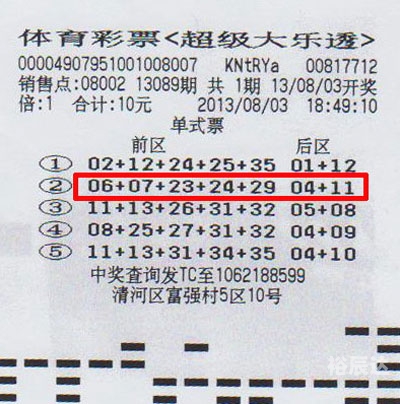 体育彩票<超级大乐透>
00004907951001008007 KNtRYa 00817712
销售点:08002 13089期 共 1期 13/08/03开奖
倍:1 合计:10元 2013/08/03 18:49:10
单式票
前区 后区
① 02+12+24+25+35 01+12
② 06+07+23+24+29 04+11
③ 11+13+26+31+32 05+08
④ 08+25+27+31+32 04+09
⑤ 11+13+31+34+35 04+10
中奖查询发TC至1062188599
清河区富强村5区10号
裕辰达